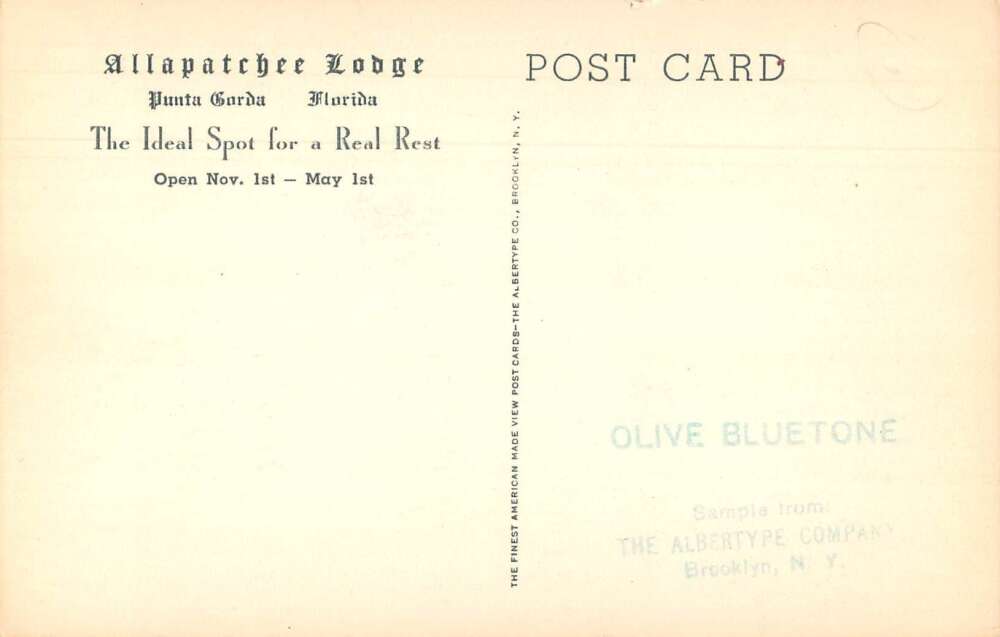 Allapatchee Lodge
Punta Gorda Florida
The Ideal Spot for a Real Rest
Open Nov. 1st — May 1st
POST CARD
THE FINEST AMERICAN MADE VIEW POST CARDS—THE ALBERTYPE CO., BROOKLYN, N. Y.
OLIVE BLUETONE
Sample from:
THE ALBERTYPE COMPANY
Brooklyn, N. Y.